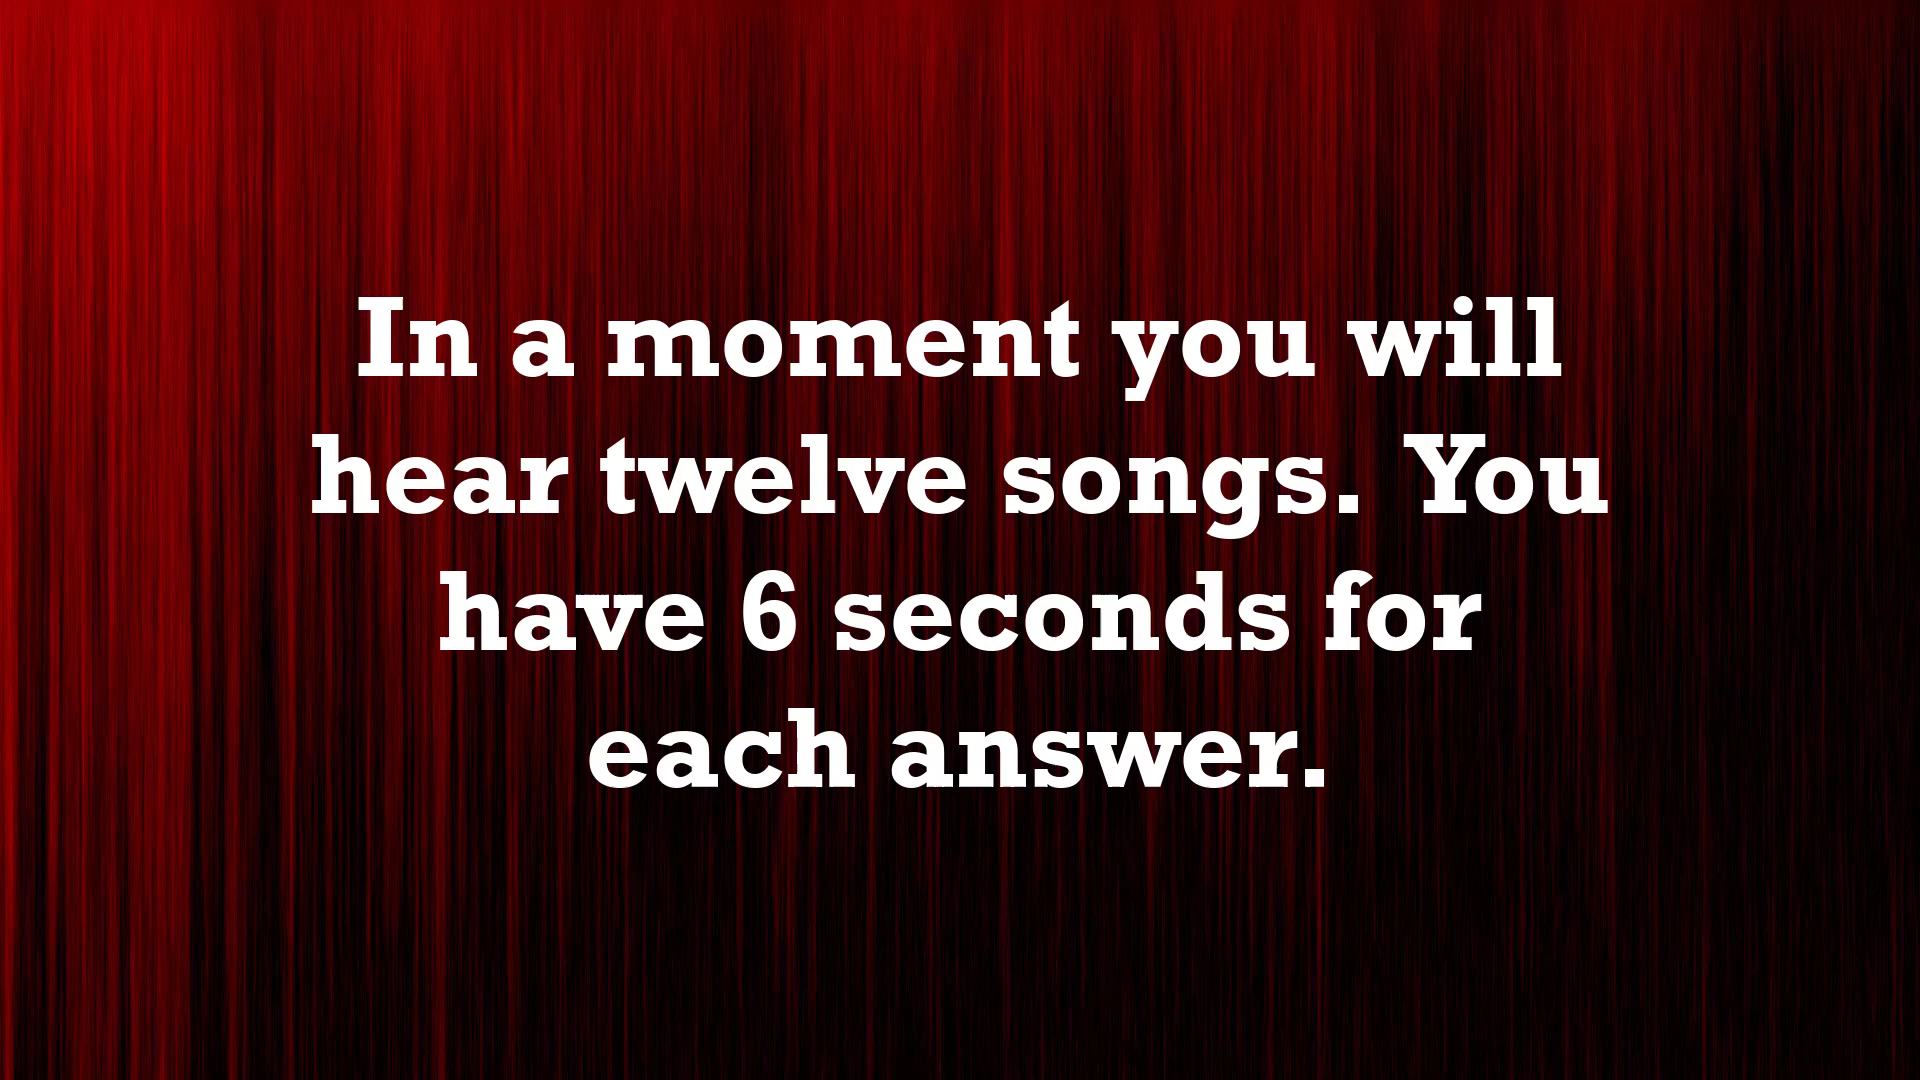 In a moment you will
hear twelve songs. You
have 6 seconds for
each answer.